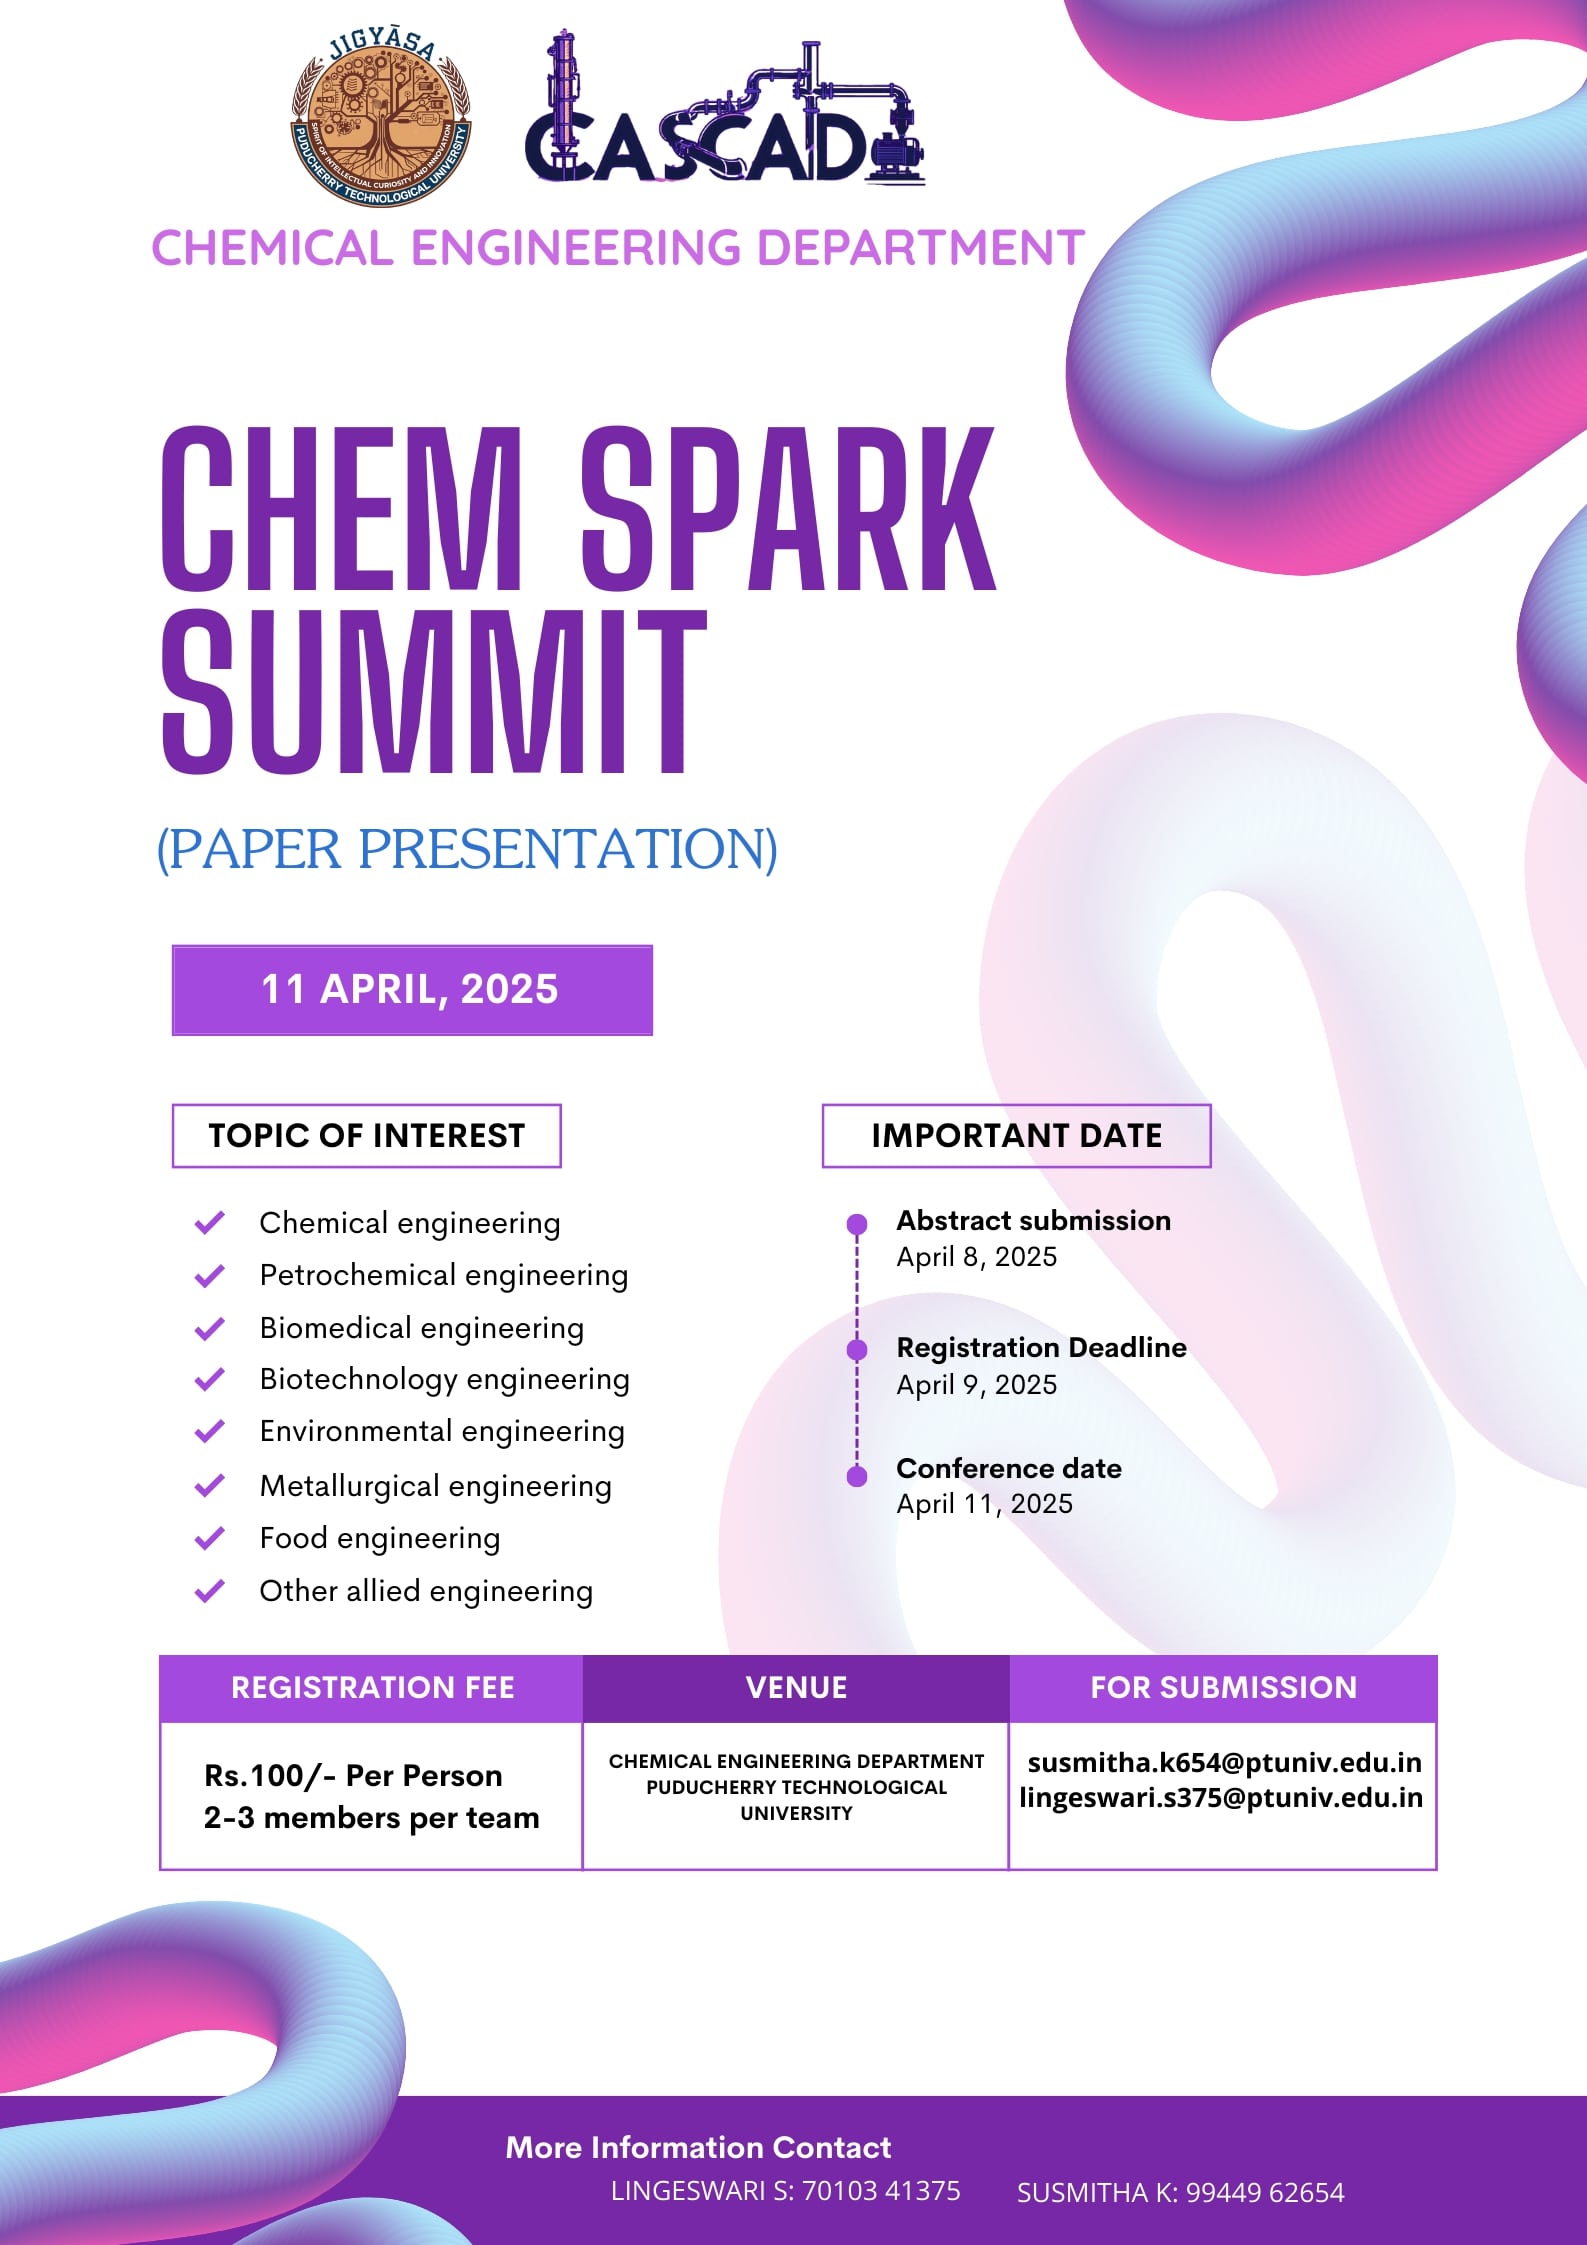 JIGYĀSA
SPIRIT OF INTELLECTUAL CURIOSITY AND INNOVATION
PUDUCHERRY TECHNOLOGICAL UNIVERSITY
CASCAD
CHEMICAL ENGINEERING DEPARTMENT
CHEM SPARK
SUMMIT
(PAPER PRESENTATION)
11 APRIL, 2025
TOPIC OF INTEREST
Chemical engineering
Petrochemical engineering
Biomedical engineering
Biotechnology engineering
Environmental engineering
Metallurgical engineering
Food engineering
Other allied engineering
IMPORTANT DATE
Abstract submission
April 8, 2025
Registration Deadline
April 9, 2025
Conference date
April 11, 2025
REGISTRATION FEE
Rs.100/- Per Person
2-3 members per team
VENUE
CHEMICAL ENGINEERING DEPARTMENT
PUDUCHERRY TECHNOLOGICAL
UNIVERSITY
FOR SUBMISSION
susmitha.k654@ptuniv.edu.in
lingeswari.s375@ptuniv.edu.in
More Information Contact
LINGESWARI S: 70103 41375
SUSMITHA K: 99449 62654